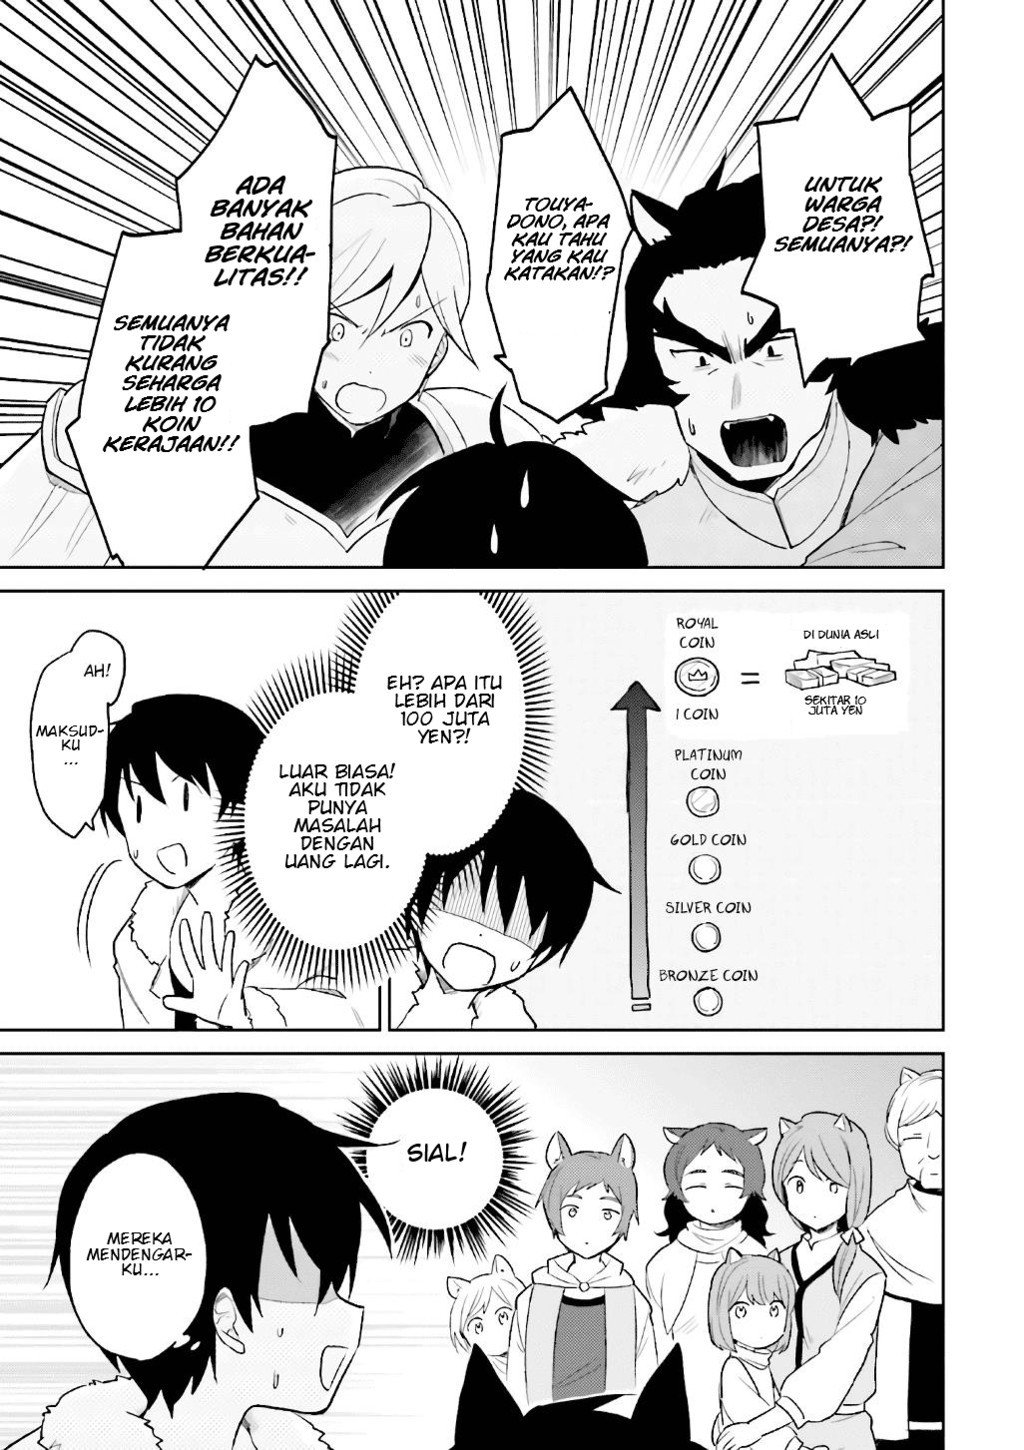 UNTUK
WARGA
DESA?!
SEMUANYA?!
TOUYA-
DONO, APA
KAU TAHU
YANG KAU
KATAKAN!?
ADA
BANYAK
BAHAN
BERKUA-
LITAS!!
SEMUANYA
TIDAK
KURANG
SEHARGA
LEBIH 10
KOIN
KERAJAAN!!
ROYAL
COIN
1 COIN
=
DI DUNIA ASLI
SEKITAR 10
JUTA YEN
PLATINUM
COIN
GOLD COIN
SILVER COIN
BRONZE COIN
EH? APA ITU
LEBIH DARI
100 JUTA
YEN?!
LUAR BIASA!
AKU TIDAK
PUNYA
MASALAH
DENGAN
UANG LAGI.
AH!
MAKSUD-
KU
...
SIAL!
MEREKA
MENDENGAR-
KU...